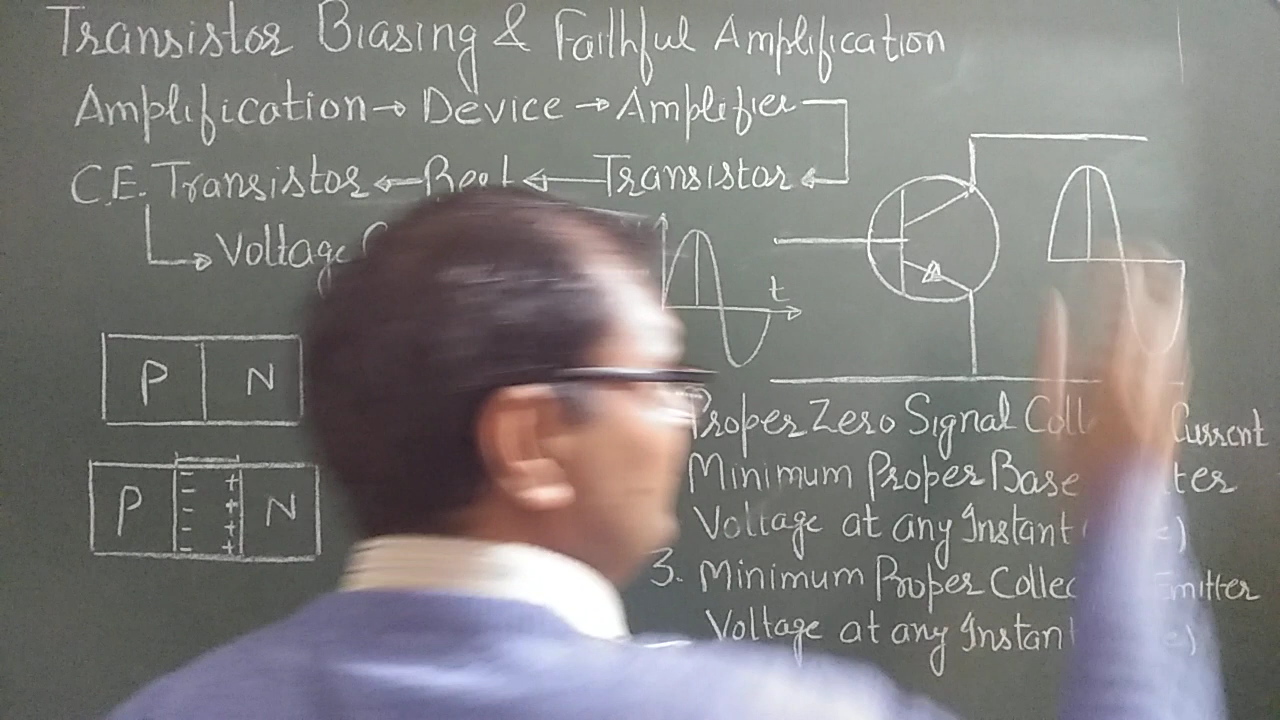 Transistor Biasing & Faithful Amplification
Amplification → Device → Amplifier
C.E. Transistor ← Best ← Transistor
Voltage
t
P N
P N
Proper Zero Signal Coll Current
Minimum Proper Base tter
Voltage at any Instant e)
3. Minimum Proper Collec Emitter
Voltage at any Instant e)